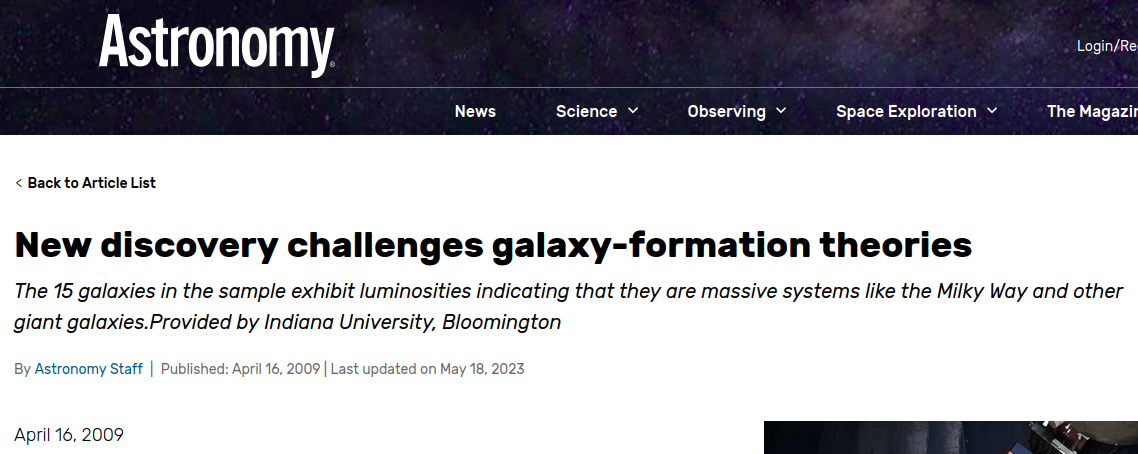 Astronomy®
Login/Re
News Science Observing Space Exploration The Magazin
< Back to Article List
New discovery challenges galaxy-formation theories
The 15 galaxies in the sample exhibit luminosities indicating that they are massive systems like the Milky Way and other
giant galaxies.Provided by Indiana University, Bloomington
By Astronomy Staff | Published: April 16, 2009 | Last updated on May 18, 2023
April 16, 2009